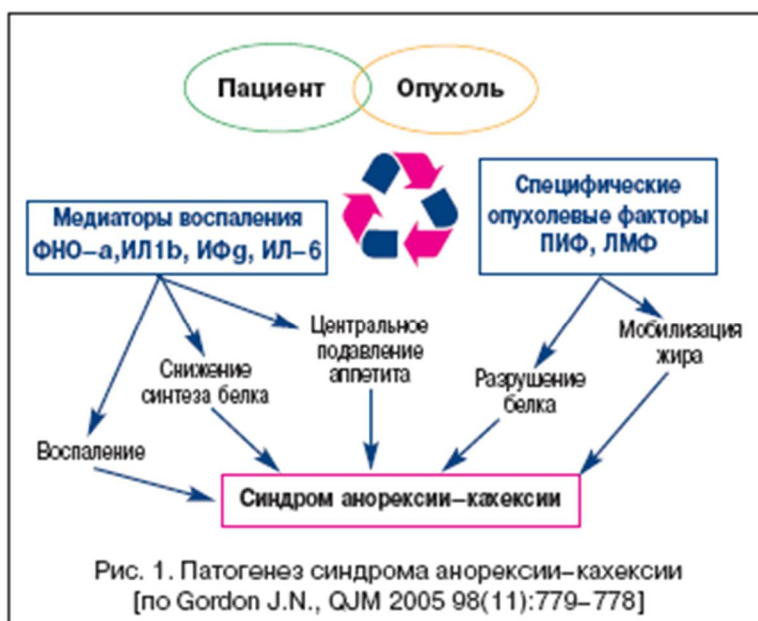 Пациент
Опухоль
Медиаторы воспаления
ФНО–a,ИЛ1b, ИФg, ИЛ–6
Специфические
опухолевые факторы
ПИФ, ЛМФ
Центральное
подавление
аппетита
Мобилизация
жира
Снижение
синтеза белка
Разрушение
белка
Воспаление
Синдром анорексии–кахексии
Рис. 1. Патогенез синдрома анорексии–кахексии
[по Gordon J.N., QJM 2005 98(11):779–778]